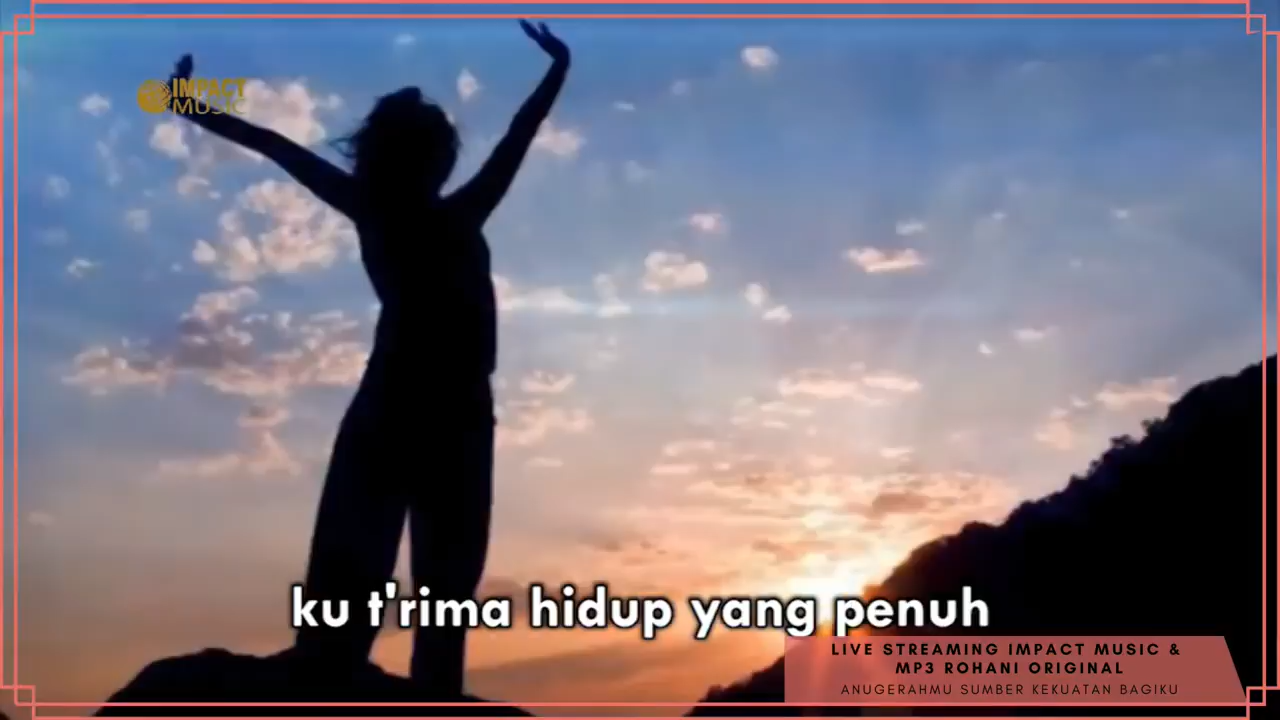 IMPACT
MUSIC
ku t'rima hidup yang penuh
LIVE STREAMING IMPACT MUSIC &
MP3 ROHANI ORIGINAL
ANUGERAHMU SUMBER KEKUATAN BAGIKU